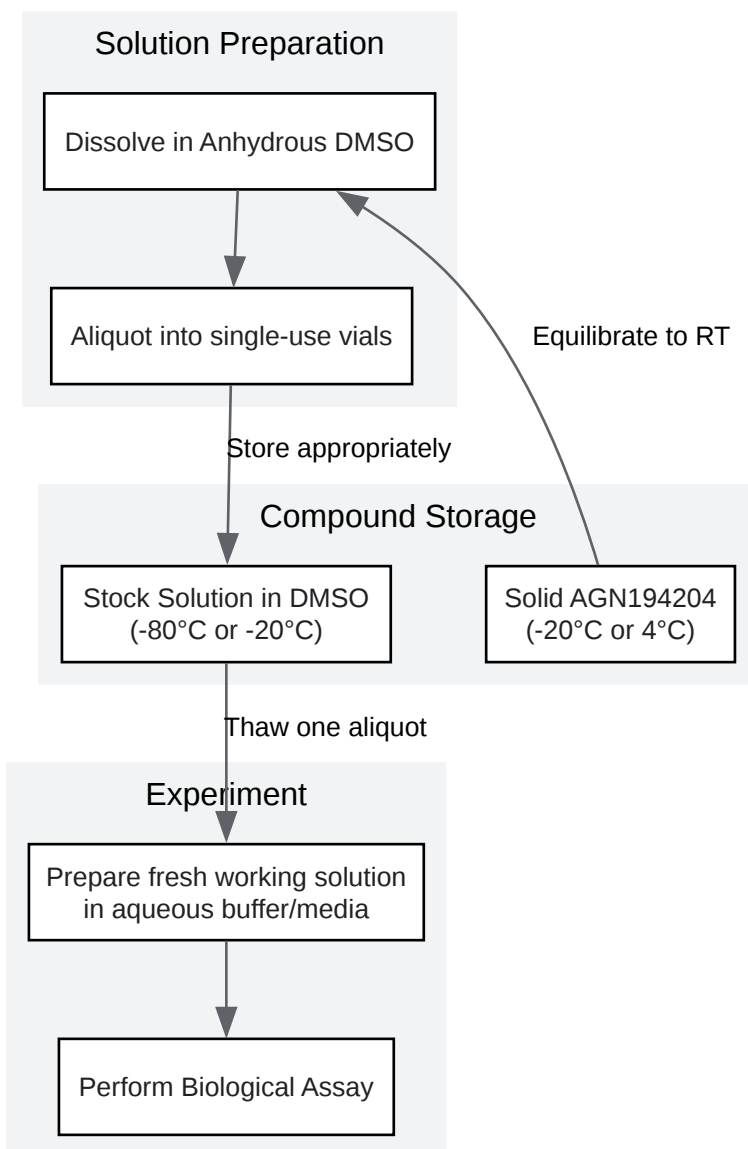 Solution Preparation
Dissolve in Anhydrous DMSO
Aliquot into single-use vials
Equilibrate to RT
Store appropriately
Compound Storage
Stock Solution in DMSO
(-80°C or -20°C)
Solid AGN194204
(-20°C or 4°C)
Thaw one aliquot
Experiment
Prepare fresh working solution
in aqueous buffer/media
Perform Biological Assay